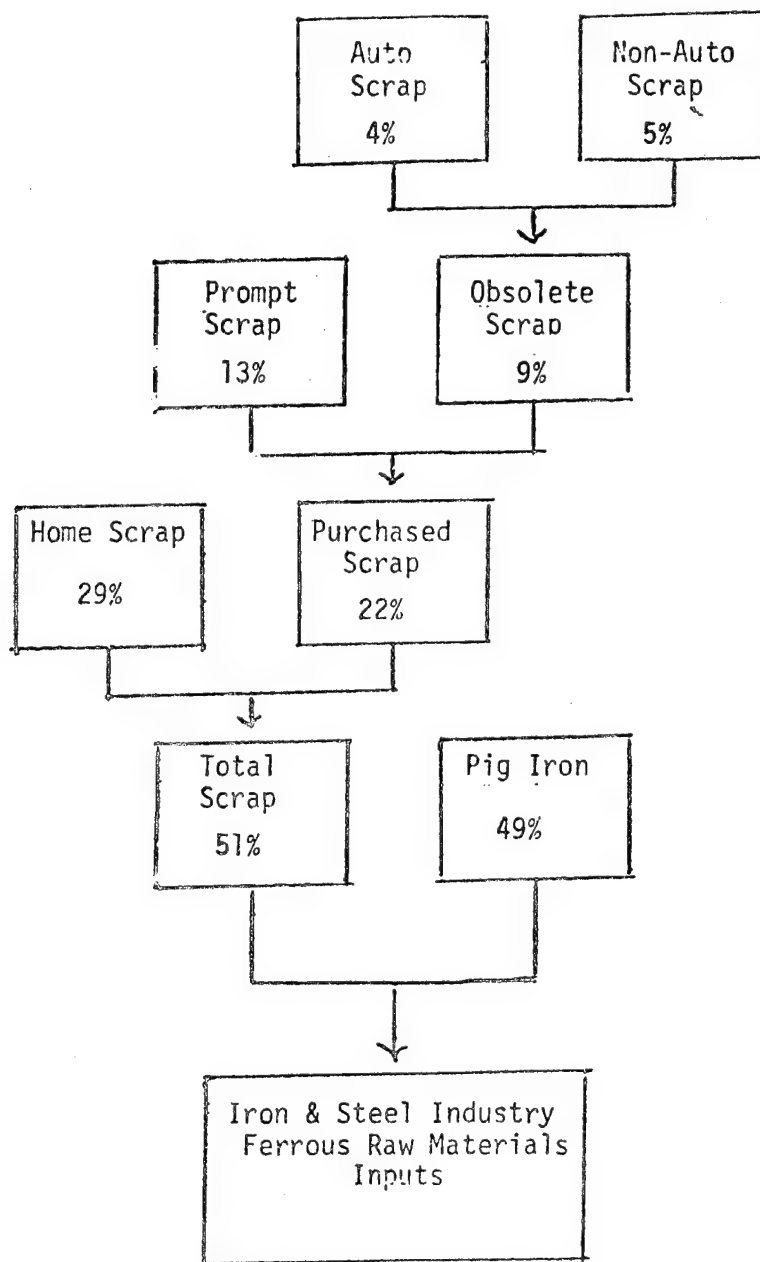 Auto
Scrap
4%
Non-Auto
Scrap
5%
Prompt
Scrap
13%
Obsolete
Scrap
9%
Home Scrap
29%
Purchased
Scrap
22%
Total
Scrap
51%
Pig Iron
49%
Iron & Steel Industry
Ferrous Raw Materials
Inputs